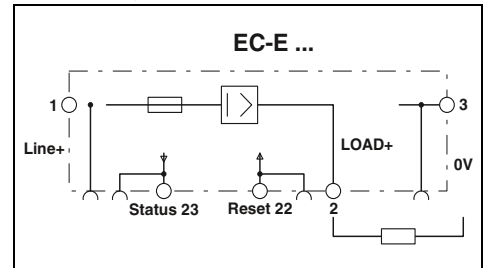 EC-E ...
1
3
Line+
LOAD+
0V
Status 23
Reset 22
2